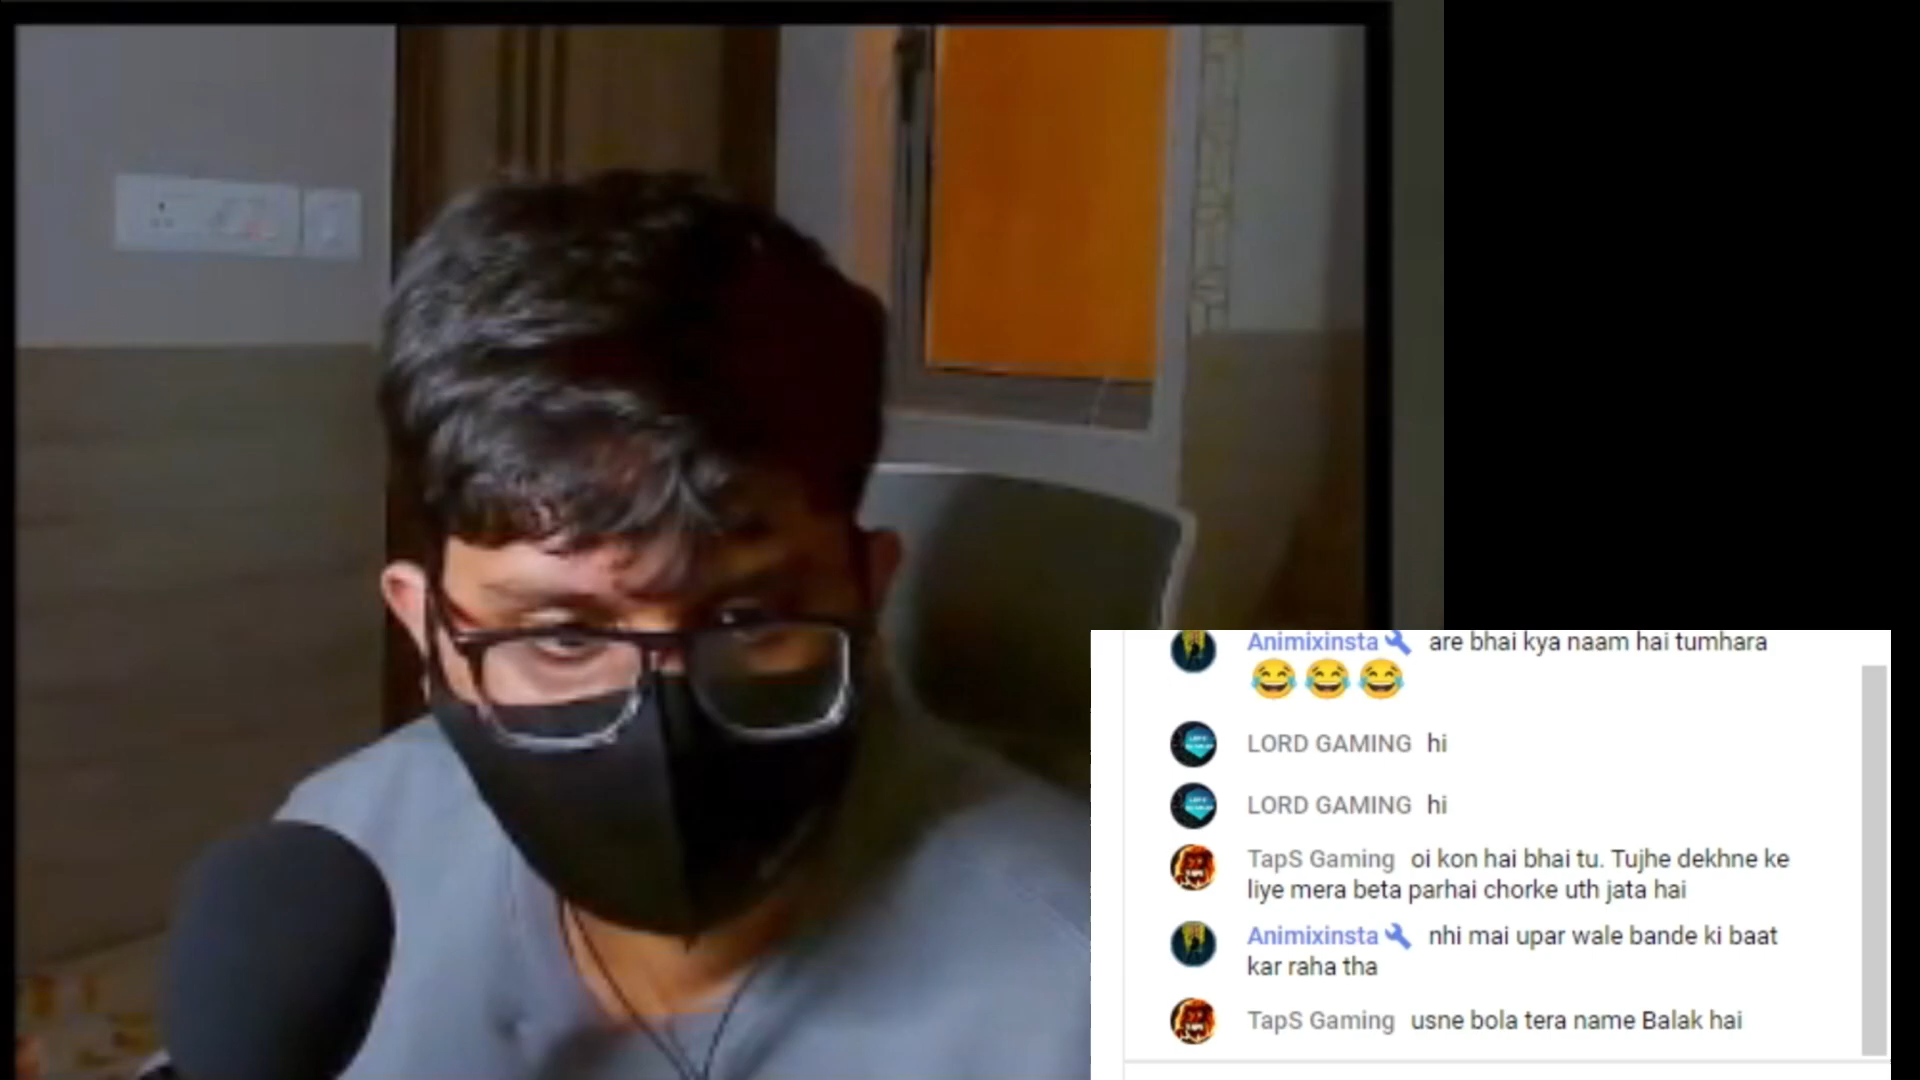 Animixinsta are bhai kya naam hai tumhara
😂😂😂
LORD GAMING hi
LORD GAMING hi
TapS Gaming oi kon hai bhai tu. Tujhe dekhne ke
liye mera beta parhai chorke uth jata hai
Animixinsta nhi mai upar wale bande ki baat
kar raha tha
TapS Gaming usne bola tera name Balak hai